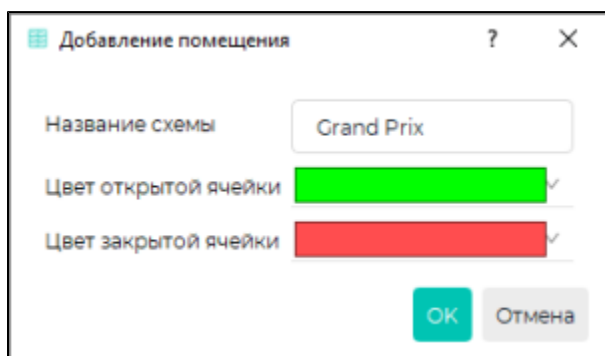 Добавление помещения ?
Название схемы Grand Prix
Цвет открытой ячейки
Цвет закрытой ячейки
OK Отмена